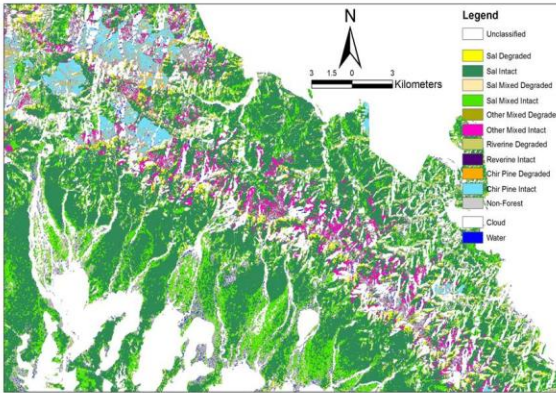 N
3 1.5 0 3
Kilometers
Legend
Unclassified
Sal Degraded
Sal Intact
Sal Mixed Degraded
Sal Mixed Intact
Other Mixed Degrade
Other Mixed Intact
Riverine Degraded
Reverine Intact
Chir Pine Degraded
Chir Pine Intact
Non-Forest
Cloud
Water